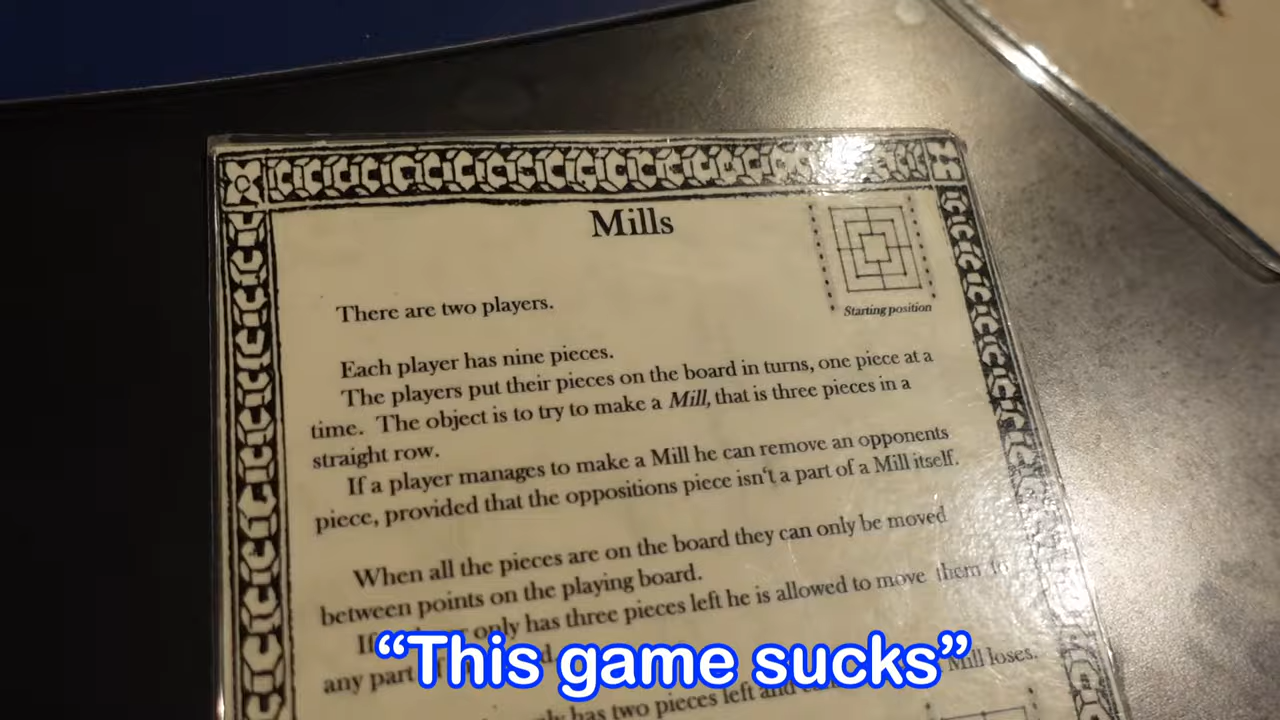 Mills
Starting position
There are two players.
Each player has nine pieces.
The players put their pieces on the board in turns, one piece at a
time. The object is to try to make a Mill, that is three pieces in a
straight row.
If a player manages to make a Mill he can remove an opponents
piece, provided that the oppositions piece isn't a part of a Mill itself.
When all the pieces are on the board they can only be moved
between points on the playing board.
If only has three pieces left he is allowed to move them to
any part
has two pieces left and Mill loses.
“This game sucks”